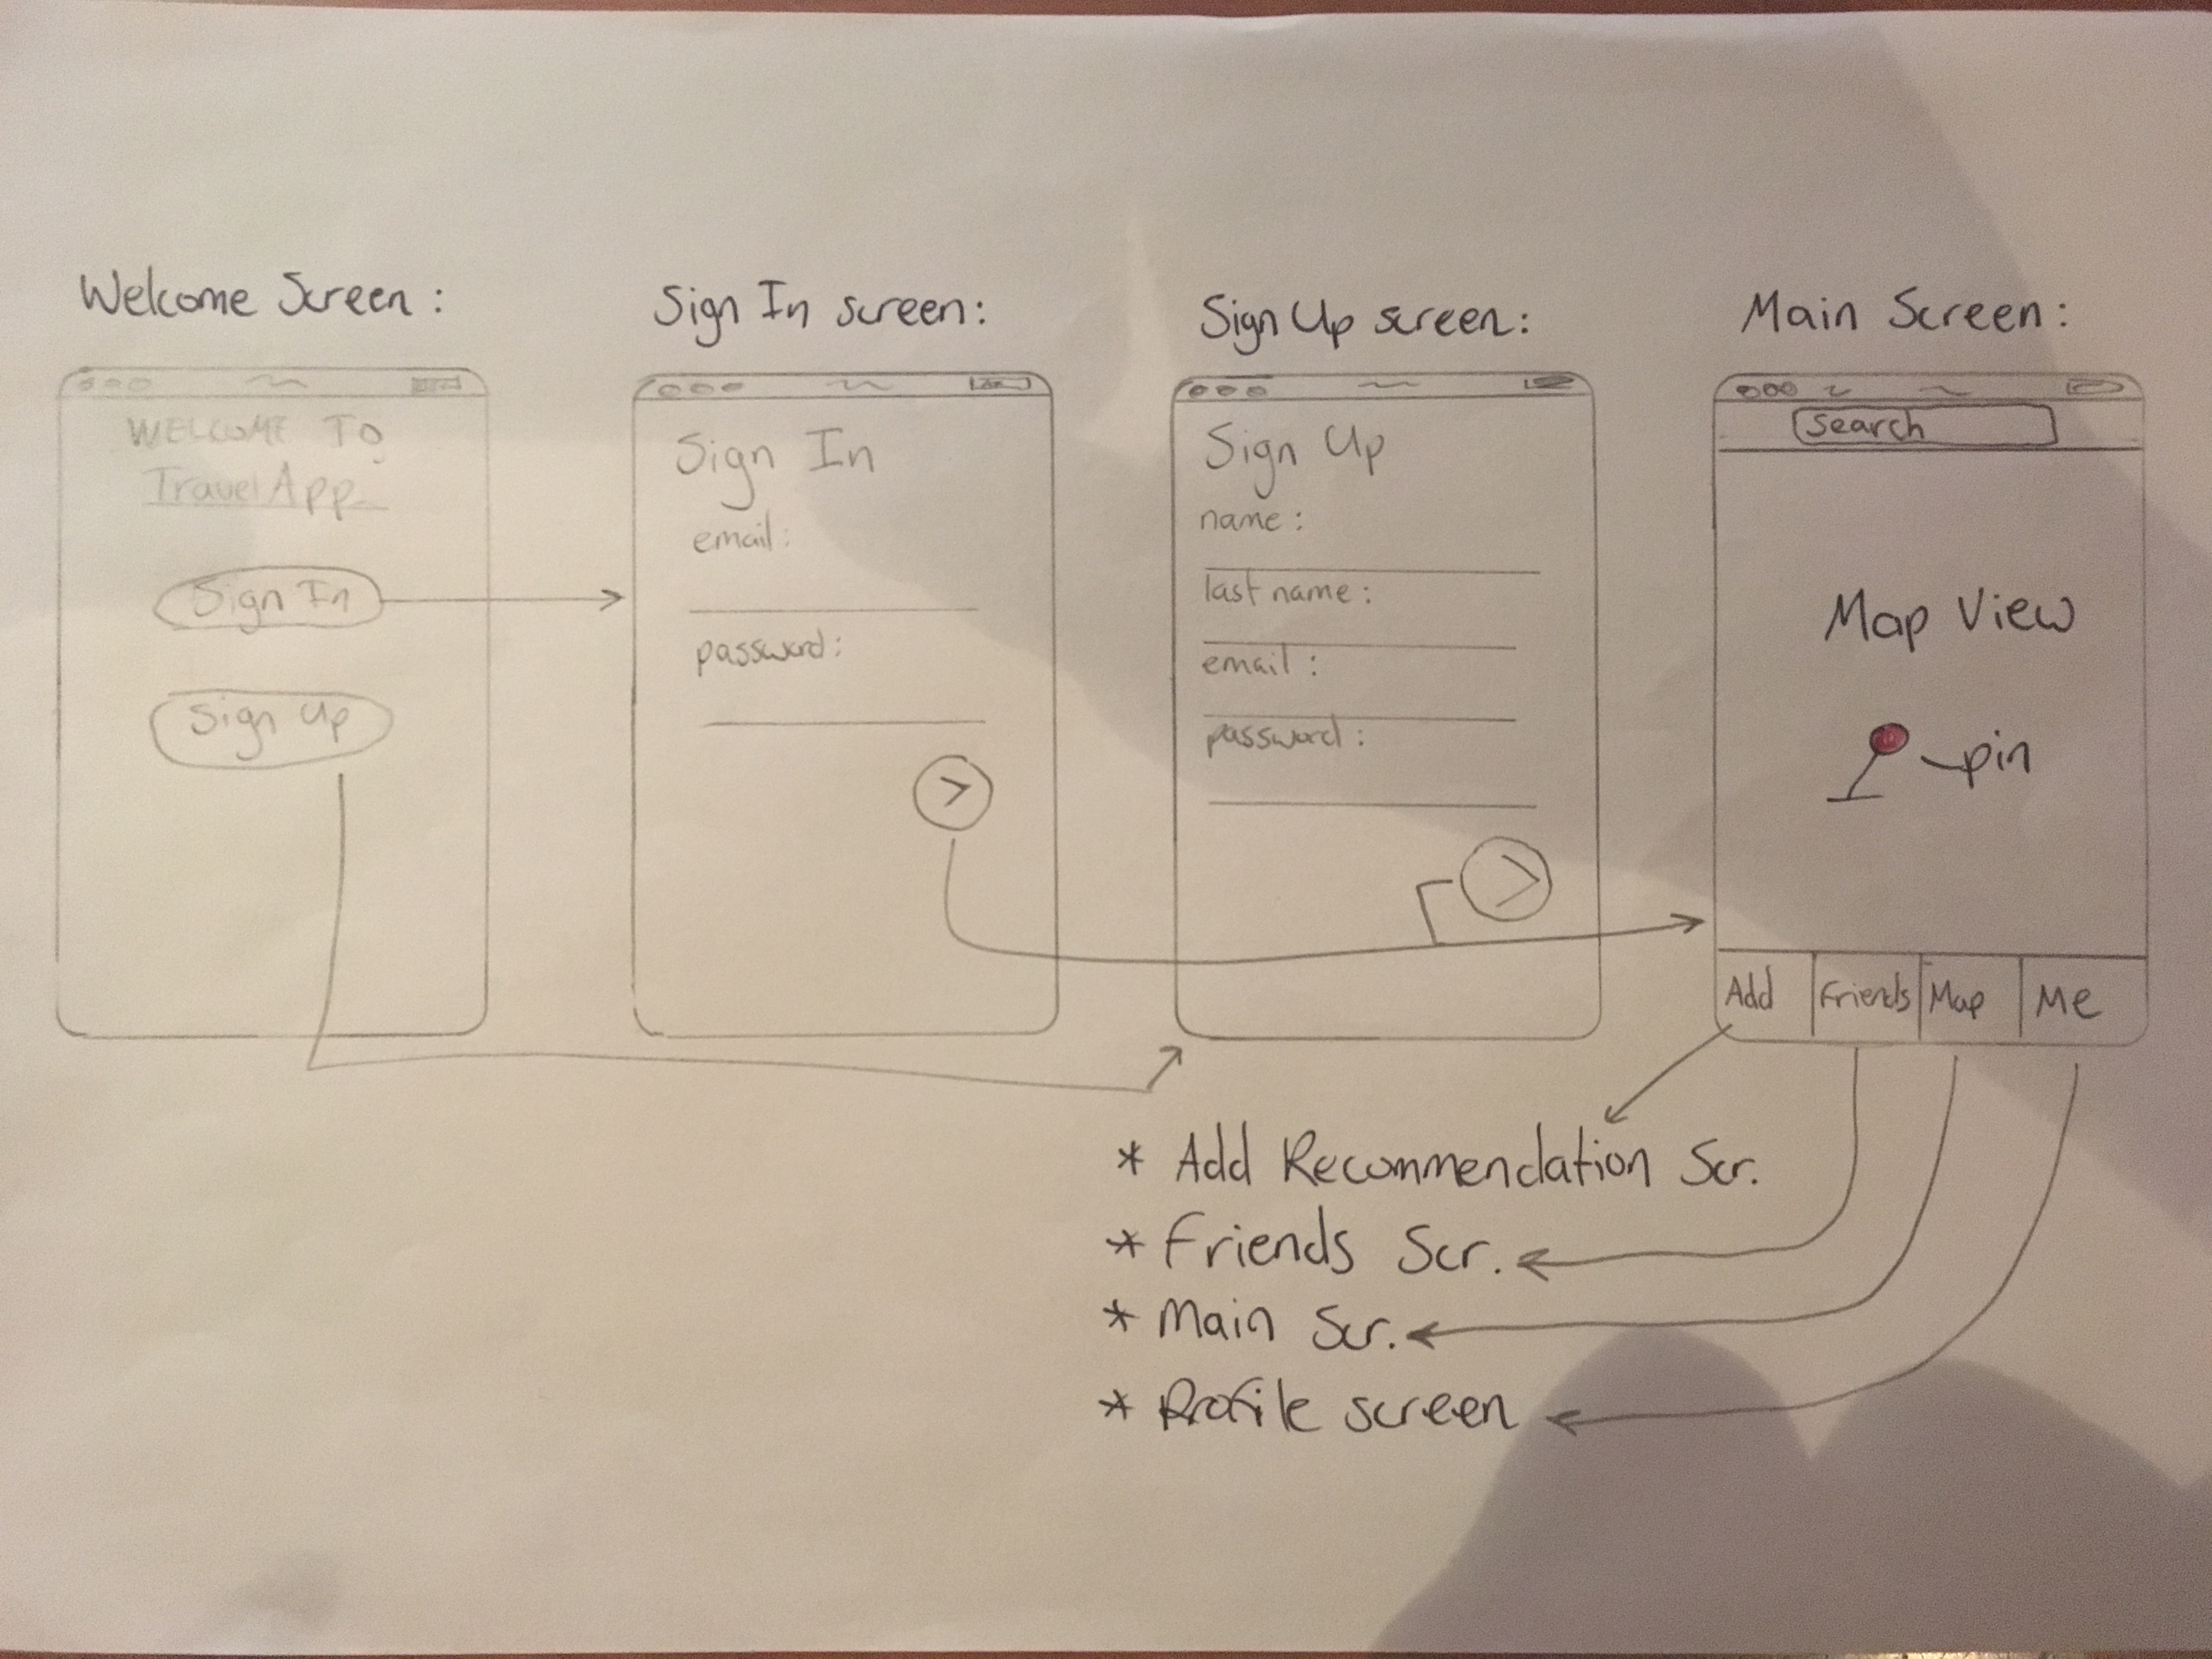 Welcome Screen:
WELCOME TO
TravelApp
Sign In
Sign Up
Sign In screen:
Sign In
email:
password:
>
Sign Up screen:
Sign Up
name:
last name:
email:
password:
>
Main Screen:
Search
Map View
pin
Add Friends Map Me
* Add Recommendation Scr.
* Friends Scr.
* Main Scr.
* Profile screen